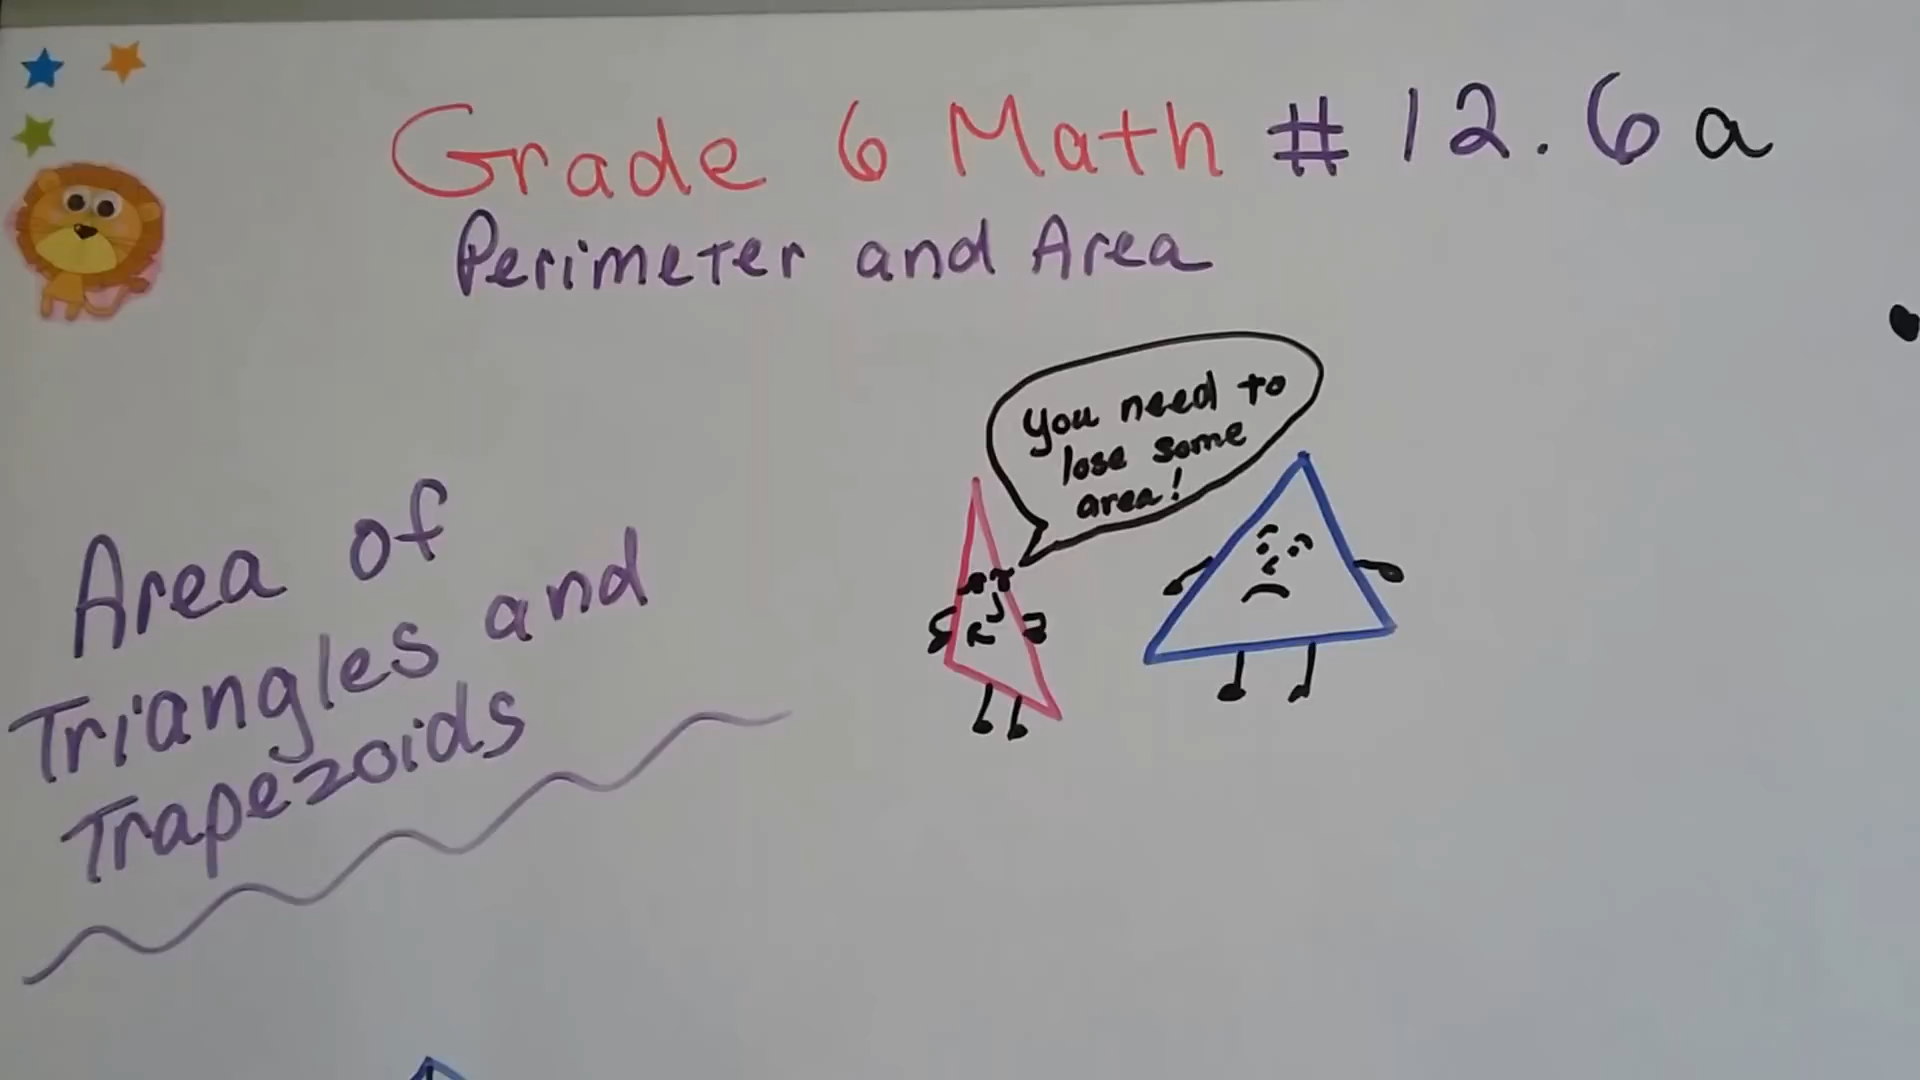 Grade 6 Math # 12.6a
Perimeter and Area
You need to
lose some
area!
Area of
Triangles and
Trapezoids